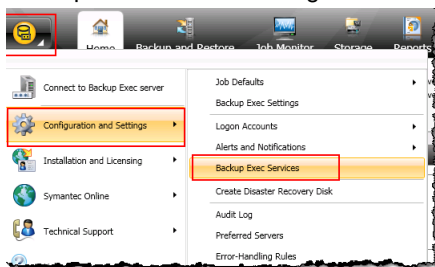 Home Backup and Restore Job Monitor Storage Reports
Connect to Backup Exec server
Configuration and Settings
Installation and Licensing
Symantec Online
Technical Support
Job Defaults
Backup Exec Settings
Logon Accounts
Alerts and Notifications
Backup Exec Services
Create Disaster Recovery Disk
Audit Log
Preferred Servers
Error-Handling Rules